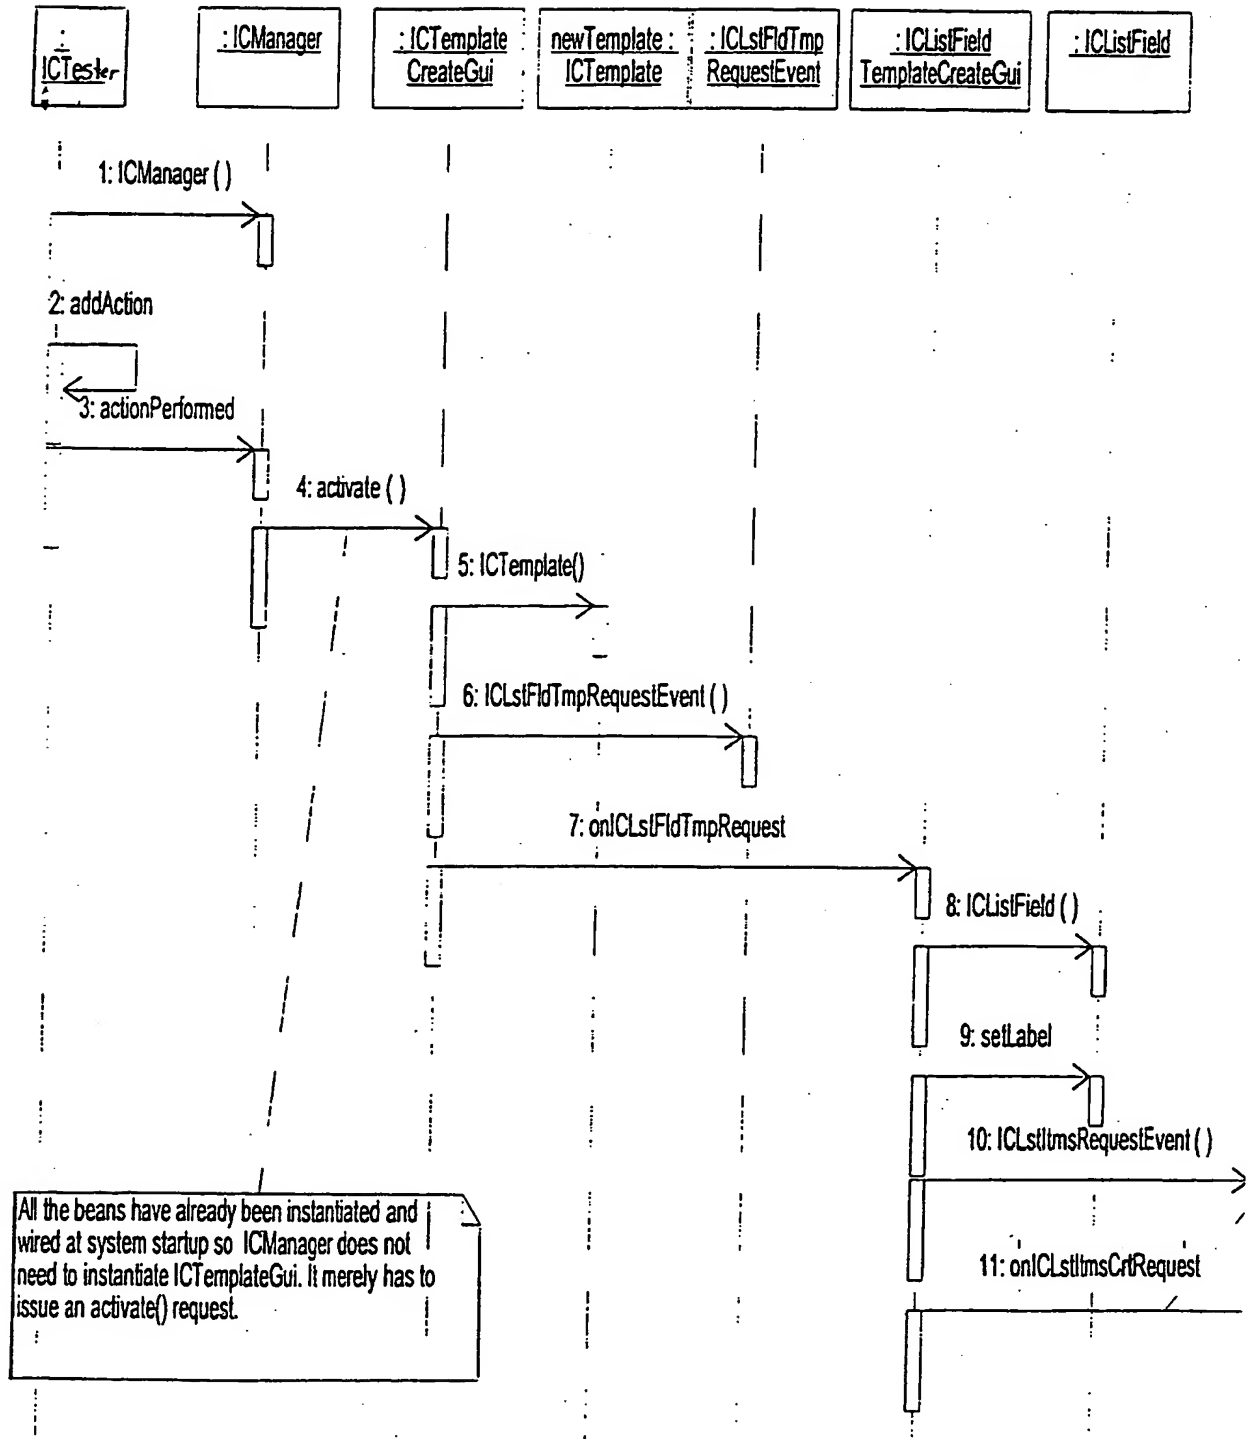 :
ICTester
: ICManager
: ICTemplate
CreateGui
newTemplate :
ICTemplate
: ICLstFldTmp
RequestEvent
: ICListField
TemplateCreateGui
: ICListField
1: ICManager ( )
2: addAction
3: actionPerformed
4: activate ( )
5: ICTemplate()
6: ICLstFldTmpRequestEvent ( )
7: onICLstFldTmpRequest
8: ICListField ( )
9: setLabel
10: ICLstItmsRequestEvent ( )
11: onICLstItmsCrtRequest
All the beans have already been instantiated and
wired at system startup so ICManager does not
need to instantiate ICTemplateGui. It merely has to
issue an activate() request.